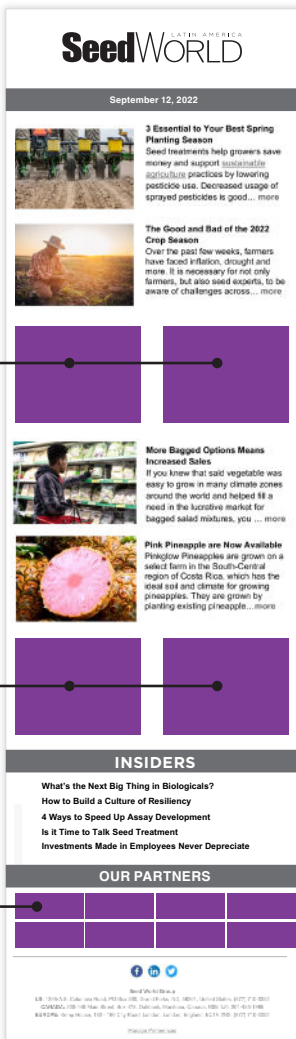 LATIN AMERICA
SeedWORLD
September 12, 2022
3 Essential to Your Best Spring
Planting Season
Seed treatments help growers save
money and support sustainable
agriculture practices by lowering
pesticide use. Decreased usage of
sprayed pesticides is good... more
The Good and Bad of the 2022
Crop Season
Over the past few weeks, farmers
have faced inflation, drought and
more. It is necessary for not only
farmers, but also seed experts, to be
aware of challenges across... more
More Bagged Options Means
Increased Sales
If you knew that said vegetable was
easy to grow in many climate zones
around the world and helped fill a
need in the lucrative market for
bagged salad mixtures, you ... more
Pink Pineapple are Now Available
Pinkglow Pineapples are grown on a
select farm in the South-Central
region of Costa Rica, which has the
ideal soil and climate for growing
pineapples. They are grown by
planting existing pineapple...more
INSIDERS
What's the Next Big Thing in Biologicals?
How to Build a Culture of Resiliency
4 Ways to Speed Up Assay Development
Is it Time to Talk Seed Treatment
Investments Made in Employees Never Depreciate
OUR PARTNERS
Seed World Group
Manage Preferences